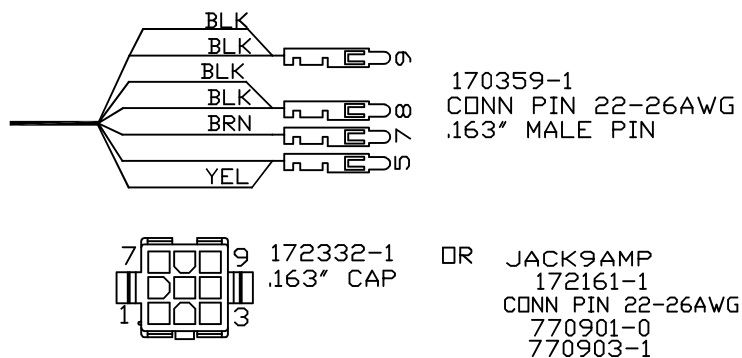 BLK
BLK
BLK
BLK
BRN
YEL
9
8
7
5
170359-1
CONN PIN 22-26AWG
.163" MALE PIN
7 9
1 3
172332-1
.163" CAP
OR
JACK9AMP
172161-1
CONN PIN 22-26AWG
770901-0
770903-1